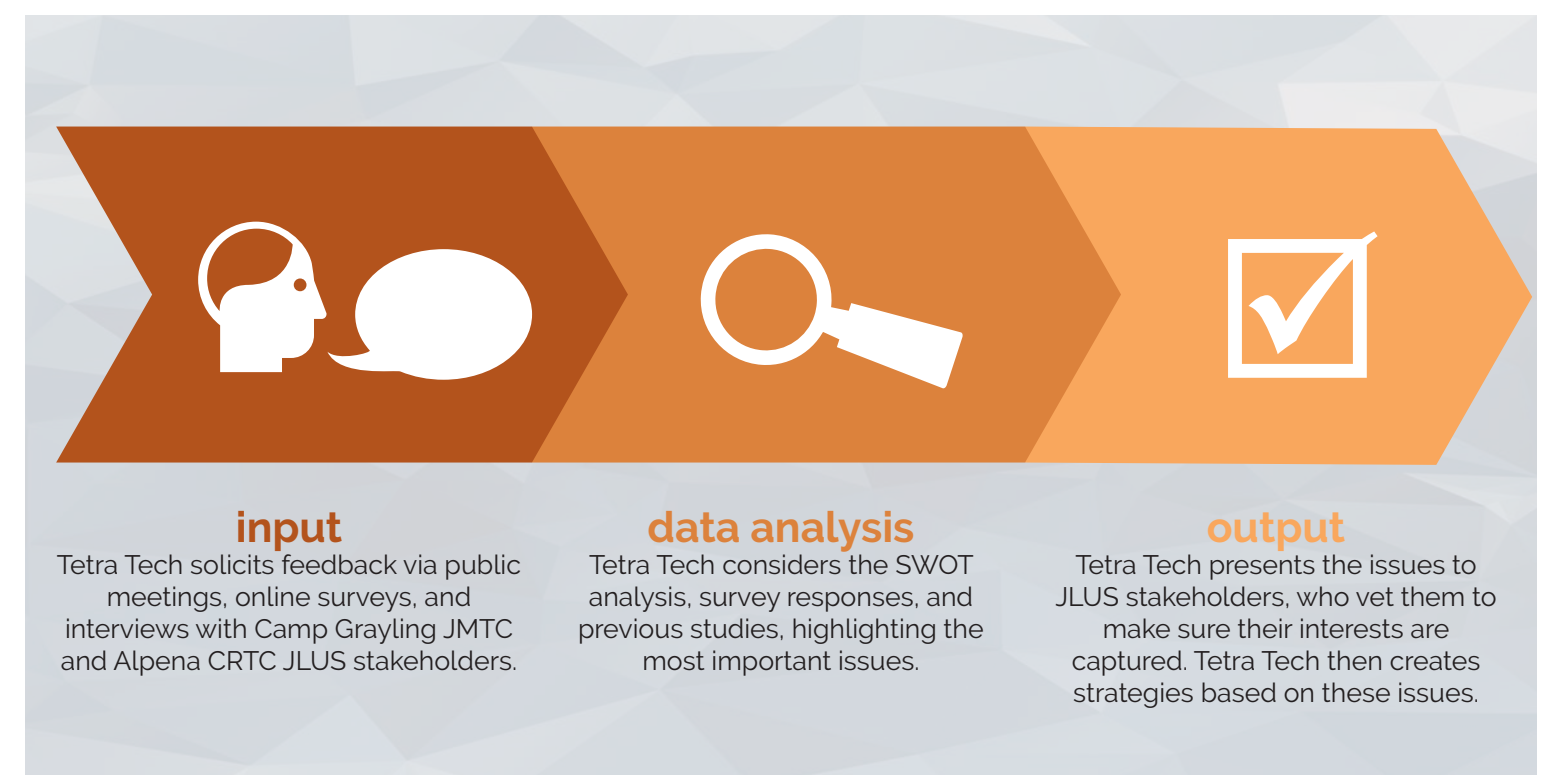 input
Tetra Tech solicits feedback via public
meetings, online surveys, and
interviews with Camp Grayling JMTC
and Alpena CRTC JLUS stakeholders.
data analysis
Tetra Tech considers the SWOT
analysis, survey responses, and
previous studies, highlighting the
most important issues.
output
Tetra Tech presents the issues to
JLUS stakeholders, who vet them to
make sure their interests are
captured. Tetra Tech then creates
strategies based on these issues.